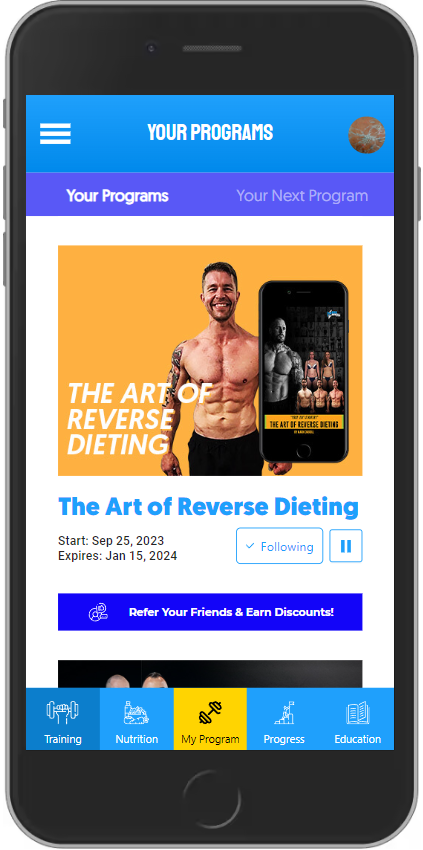 YOUR PROGRAMS
Your Programs
Your Next Program
THE ART OF
REVERSE
DIETING
THE ART OF REVERSE DIETING
The Art of Reverse Dieting
Start: Sep 25, 2023
Expires: Jan 15, 2024
Following
Refer Your Friends & Earn Discounts!
Training
Nutrition
My Program
Progress
Education